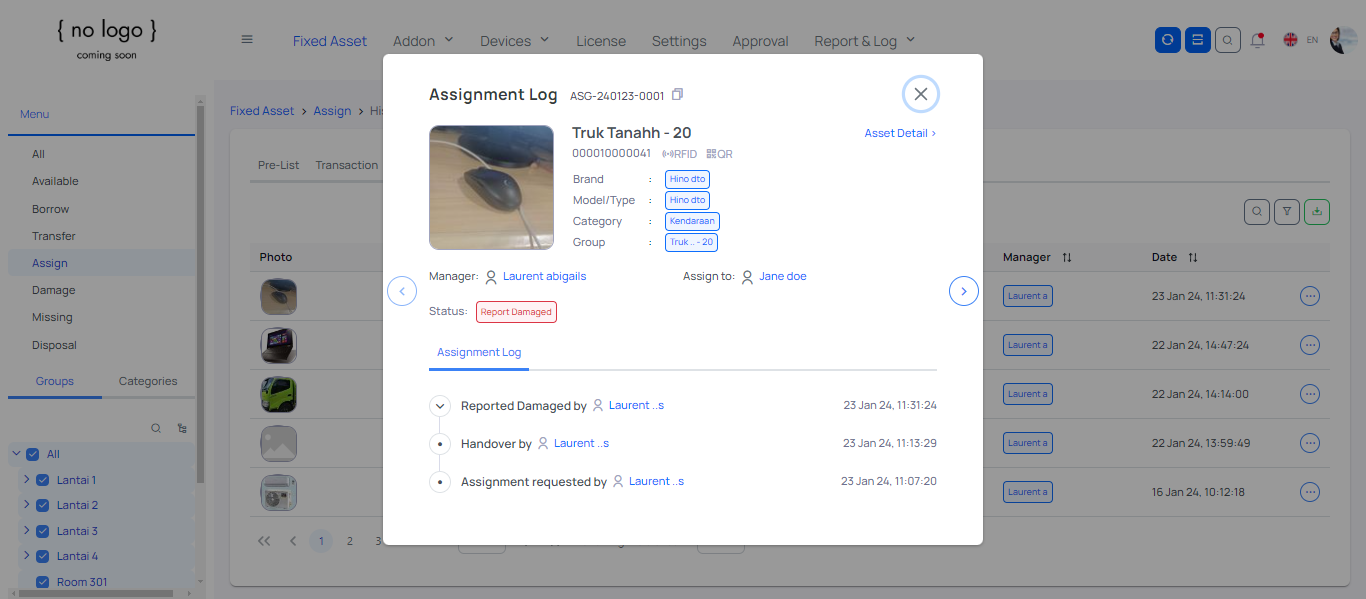 { no logo }
coming soon
Fixed Asset Addon Devices License Settings Approval Report & Log EN
Menu
All
Available
Borrow
Transfer
Assign
Damage
Missing
Disposal
Groups Categories
All
Lantai 1
Lantai 2
Lantai 3
Lantai 4
Room 301
Fixed Asset > Assign >
Pre-List Transaction
Photo Manager Date
Laurent a 23 Jan 24, 11:31:24
Laurent a 22 Jan 24, 14:47:24
Laurent a 22 Jan 24, 14:14:00
Laurent a 22 Jan 24, 13:59:49
Laurent a 16 Jan 24, 10:12:18
1 2 3
Assignment Log ASG-240123-0001
Truk Tanahh - 20 Asset Detail >
000010000041 RFID QR
Brand : Hino dto
Model/Type : Hino dto
Category : Kendaraan
Group : Truk .. - 20
Manager: Laurent abigails Assign to: Jane doe
Status: Report Damaged
Assignment Log
Reported Damaged by Laurent ..s 23 Jan 24, 11:31:24
Handover by Laurent ..s 23 Jan 24, 11:13:29
Assignment requested by Laurent ..s 23 Jan 24, 11:07:20